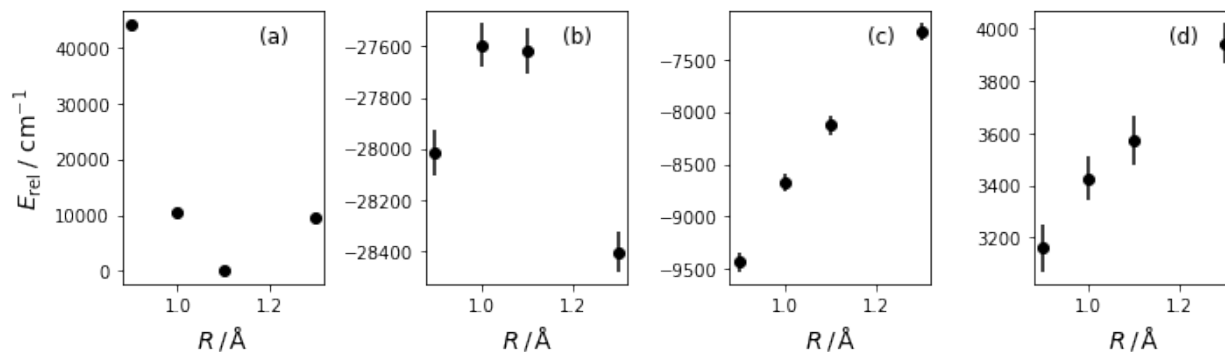 (a)
(b)
(c)
(d)
E_rel / cm⁻¹
40000
30000
20000
10000
0
−27600
−27800
−28000
−28200
−28400
−7500
−8000
−8500
−9000
−9500
4000
3800
3600
3400
3200
1.0 1.2
1.0 1.2
1.0 1.2
1.0 1.2
R / Å
R / Å
R / Å
R / Å